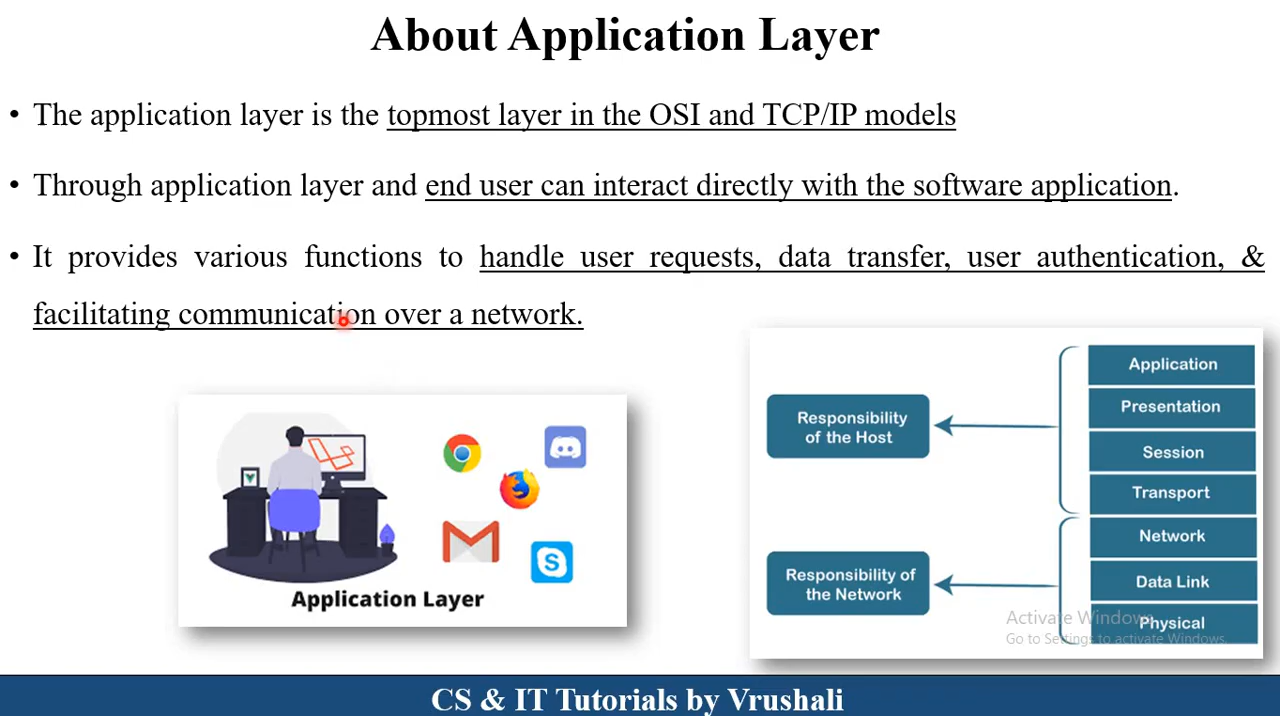 About Application Layer
• The application layer is the topmost layer in the OSI and TCP/IP models
• Through application layer and end user can interact directly with the software application.
• It provides various functions to handle user requests, data transfer, user authentication, &
facilitating communication over a network.
Application Layer
Responsibility
of the Host
Responsibility of
the Network
Application
Presentation
Session
Transport
Network
Data Link
Physical
Activate Windows
Go to Settings to activate Windows.
CS & IT Tutorials by Vrushali